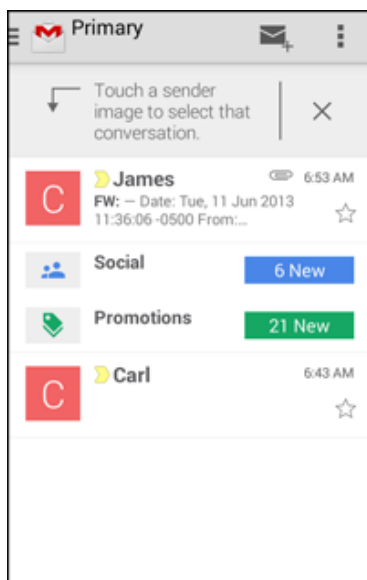 Primary
Touch a sender
image to select that
conversation.
C
James
6:53 AM
FW: – Date: Tue, 11 Jun 2013
11:36:06 -0500 From:...
Social
6 New
Promotions
21 New
C
Carl
6:43 AM